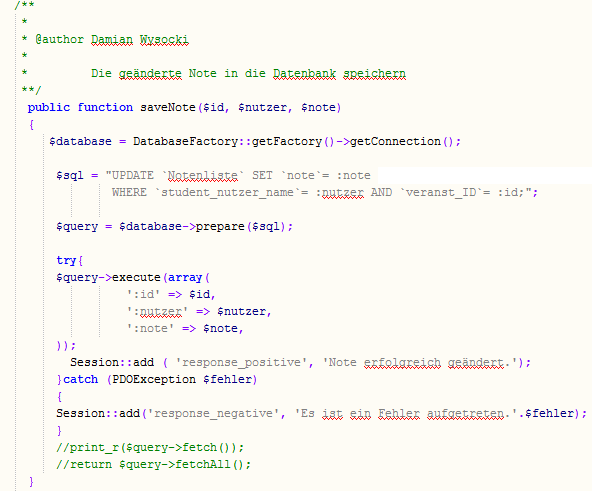 /**
 *
 * @author Damian Wysocki
 *
 *         Die geänderte Note in die Datenbank speichern
 **/
public function saveNote($id, $nutzer, $note)
{
    $database = DatabaseFactory::getFactory()->getConnection();
    $sql = "UPDATE `Notenliste` SET `note`= :note
            WHERE `student_nutzer_name`= :nutzer AND `veranst_ID`= :id;";
    $query = $database->prepare($sql);
    try{
    $query->execute(array(
            ':id' => $id,
            ':nutzer' => $nutzer,
            ':note' => $note,
    ));
      Session::add ( 'response_positive', 'Note erfolgreich geändert.');
    }catch (PDOException $fehler)
    {
    Session::add('response_negative', 'Es ist ein Fehler aufgetreten.'.$fehler);
    }
    //print_r($query->fetch());
    //return $query->fetchAll();
}